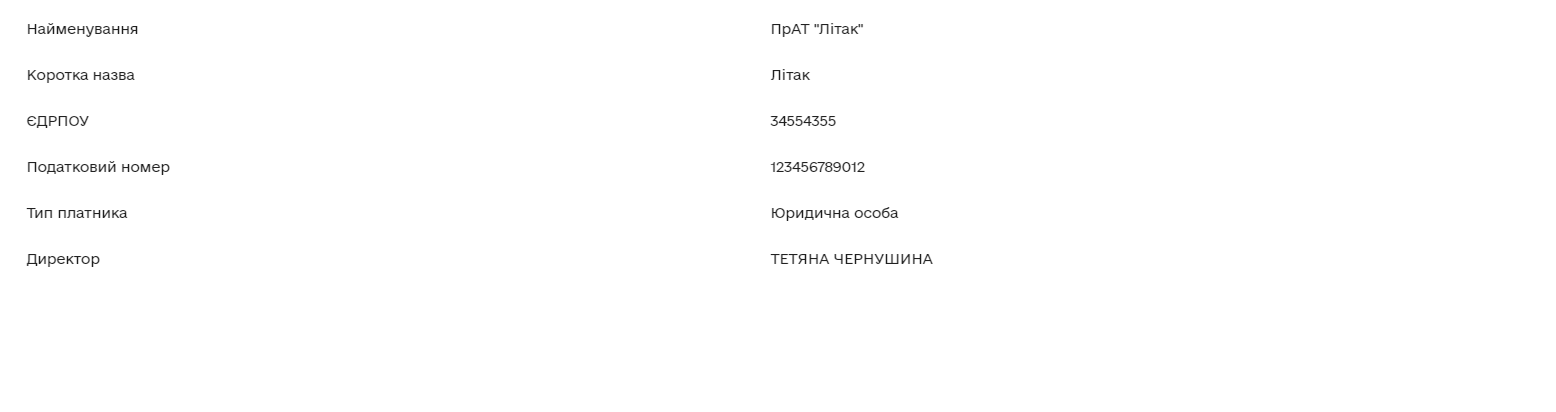 Найменування ПрАТ "Літак"
Коротка назва Літак
ЄДРПОУ 34554355
Податковий номер 123456789012
Тип платника Юридична особа
Директор ТЕТЯНА ЧЕРНУШИНА